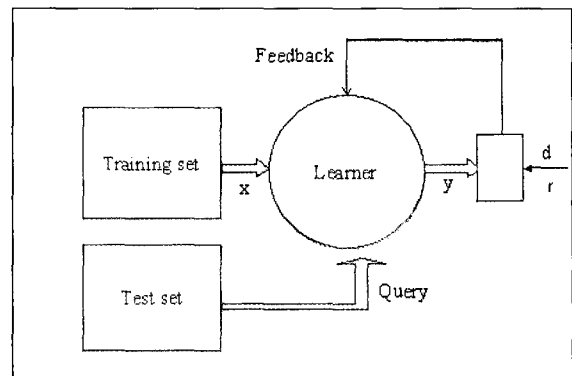 Feedback
Training set
Learner
d
x
y
r
Test set
Query